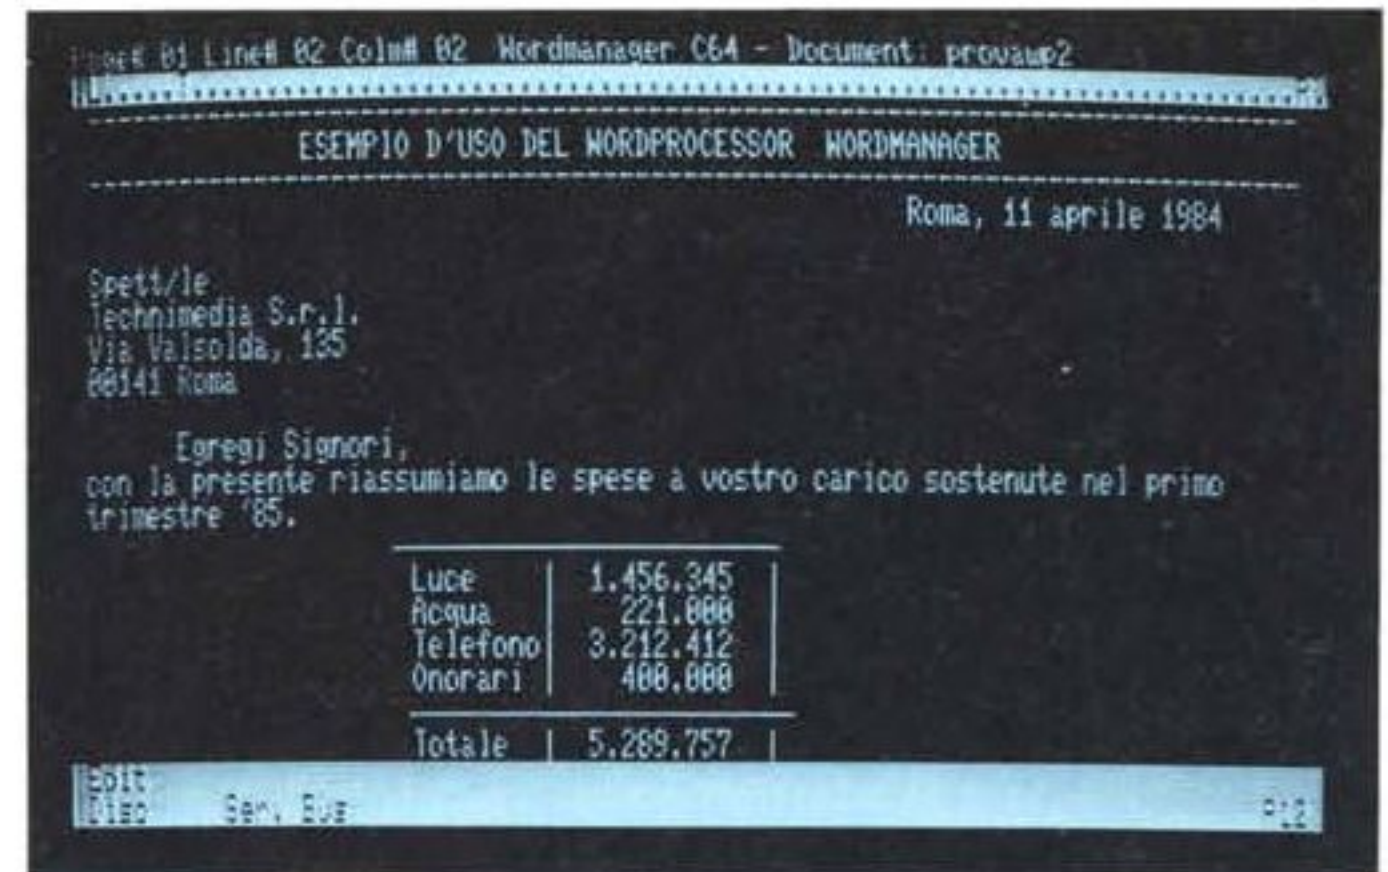 Page# 01 Line# 02 Colm# 02 Wordmanager C64 - Document: provawp2
ESEMPIO D'USO DEL WORDPROCESSOR WORDMANAGER
Roma, 11 aprile 1984
Spett/le
Technimedia S.r.l.
Via Valsolda, 135
00141 Roma
Egregi Signori,
con la presente riassumiamo le spese a vostro carico sostenute nel primo
trimestre '85.
Luce | 1.456.345 |
Acqua | 221.000 |
Telefono | 3.212.412 |
Onorari | 400.000 |
Totale | 5.289.757 |
Edit